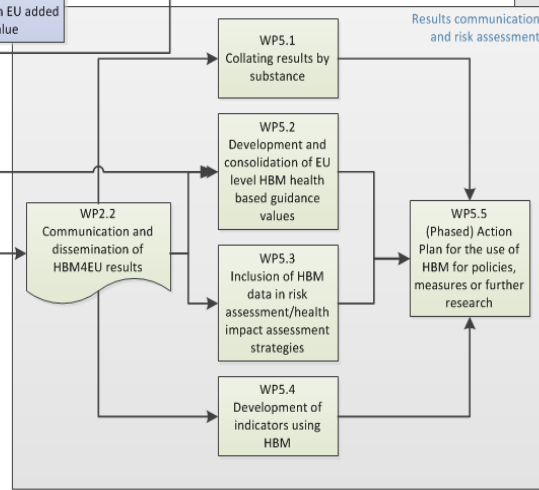 EU added
Results communication
and risk assessment
WP5.1
Collating results by
substance
WP5.2
Development and
consolidation of EU
level HBM health
based guidance
values
WP2.2
Communication and
dissemination of
HBM4EU results
WP5.3
Inclusion of HBM
data in risk
assessment/health
impact assessment
strategies
WP5.5
(Phased) Action
Plan for the use of
HBM for policies,
measures or further
research
WP5.4
Development of
indicators using
HBM